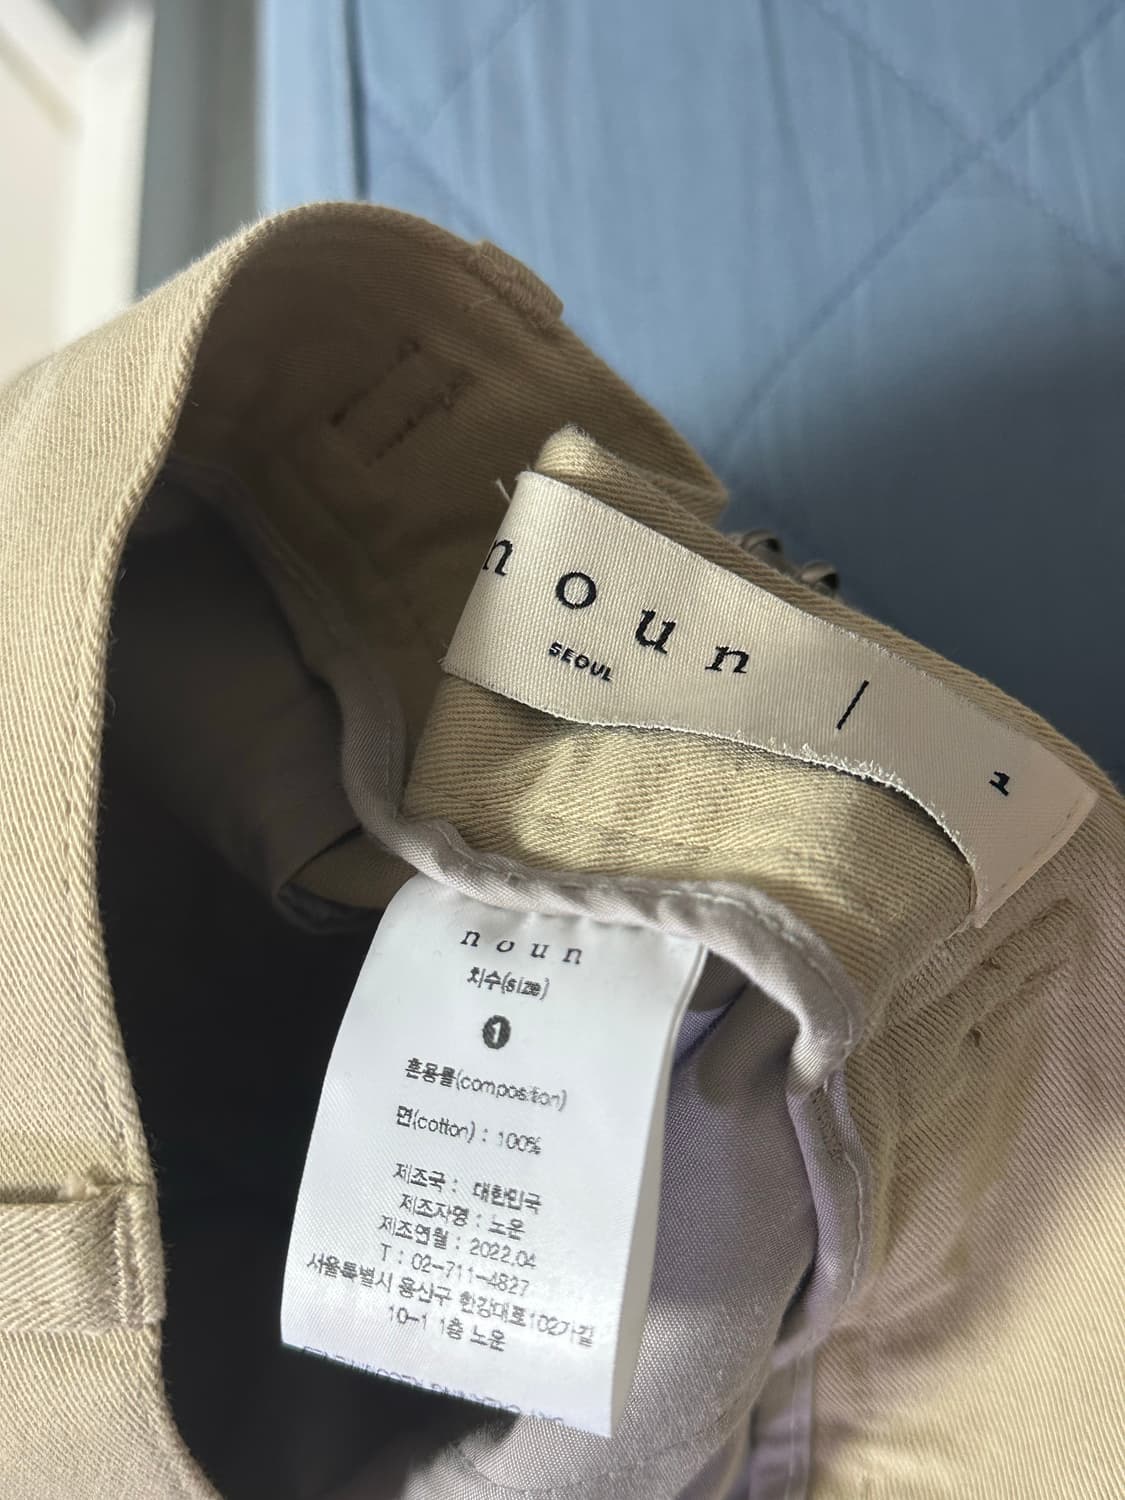 noun
SEOUL
/
1
noun
치수(size)
1
혼용률(composition)
면(cotton) : 100%
제조국 : 대한민국
제조자명 : 노운
제조연월 : 2022.04
T : 02-711-4827
서울특별시 용산구 한강대로102가길
10-1 1층 노운